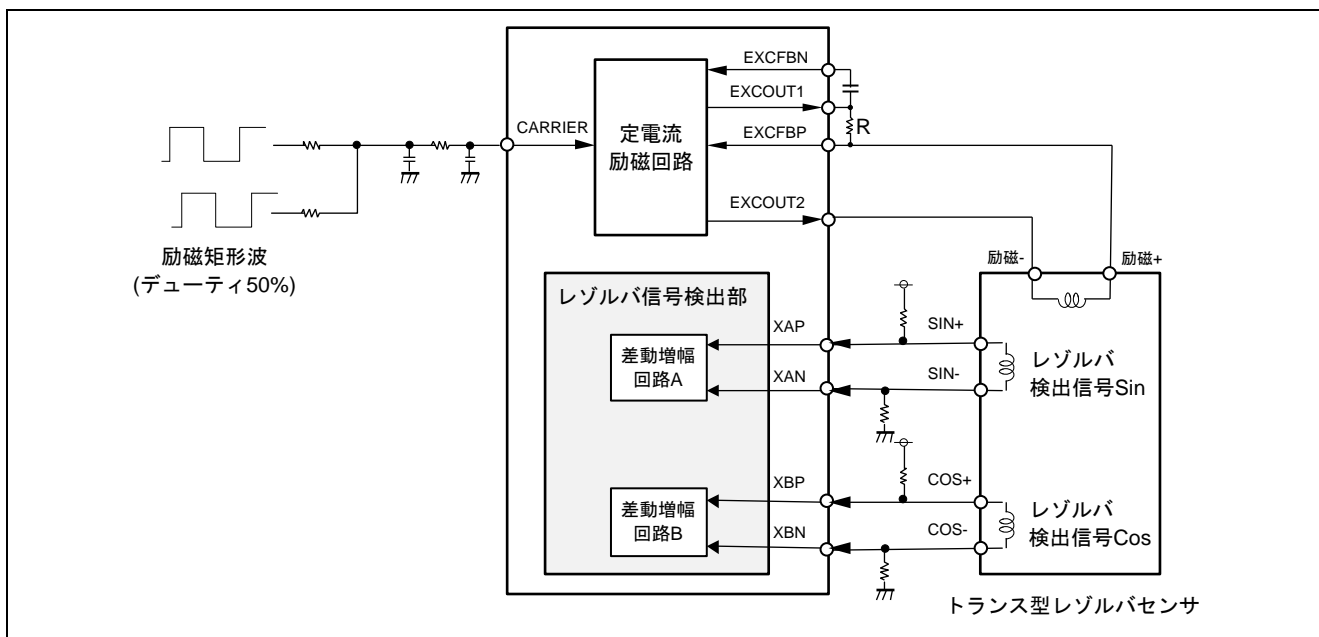 EXCFBN
EXCOUT1
CARRIER
定電流
励磁回路
R
EXCFBP
EXCOUT2
励磁矩形波
(デューティ50%)
励磁-
励磁+
レゾルバ信号検出部
XAP
SIN+
差動増幅
回路A
XAN
SIN-
レゾルバ
検出信号Sin
XBP
COS+
差動増幅
回路B
XBN
COS-
レゾルバ
検出信号Cos
トランス型レゾルバセンサ